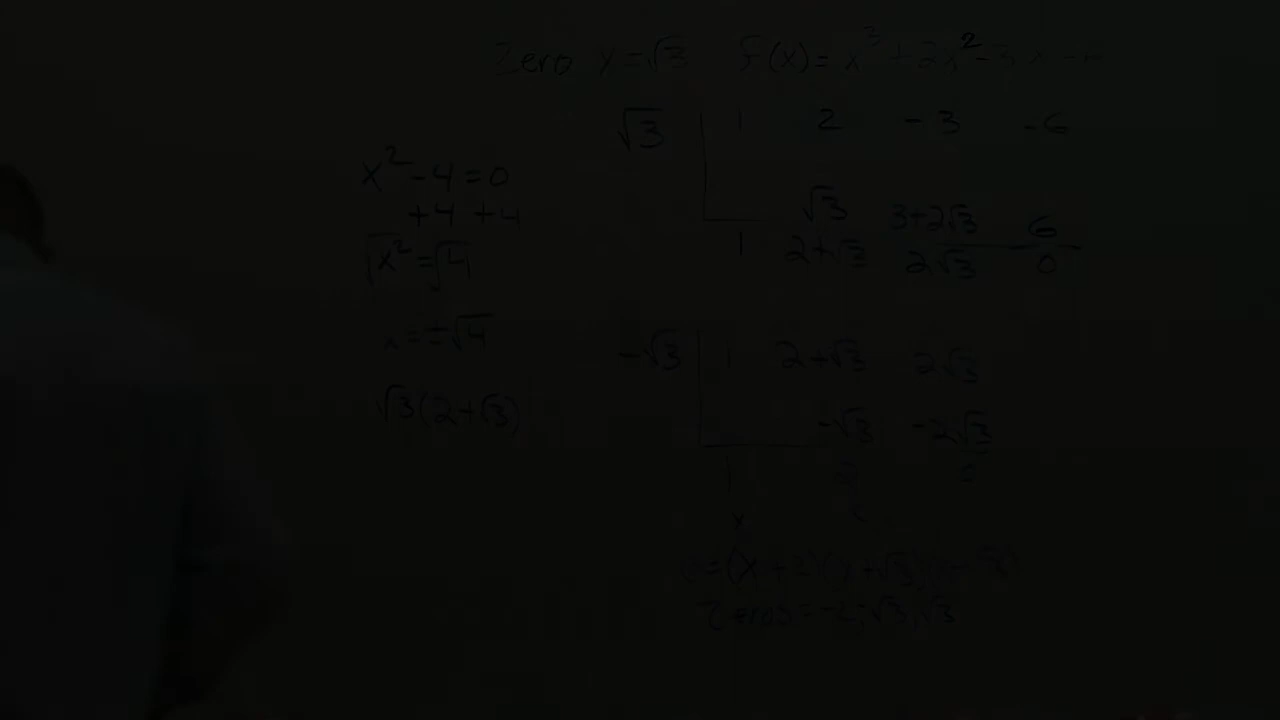 Zero y=√3 f(x)= x³ + 2x² - 3x - 6
√3 | 1 2 -3 -6
√3 3+2√3 6
1 2+√3 2√3 0
x² - 4 = 0
+4 +4
√x² = √4
= ±√4
√3(2+√3)
-√3 | 1 2+√3 2√3
-√3 -2√3
1
x
(x+2)(x+√3)
Zeros = -2, -√3, √3